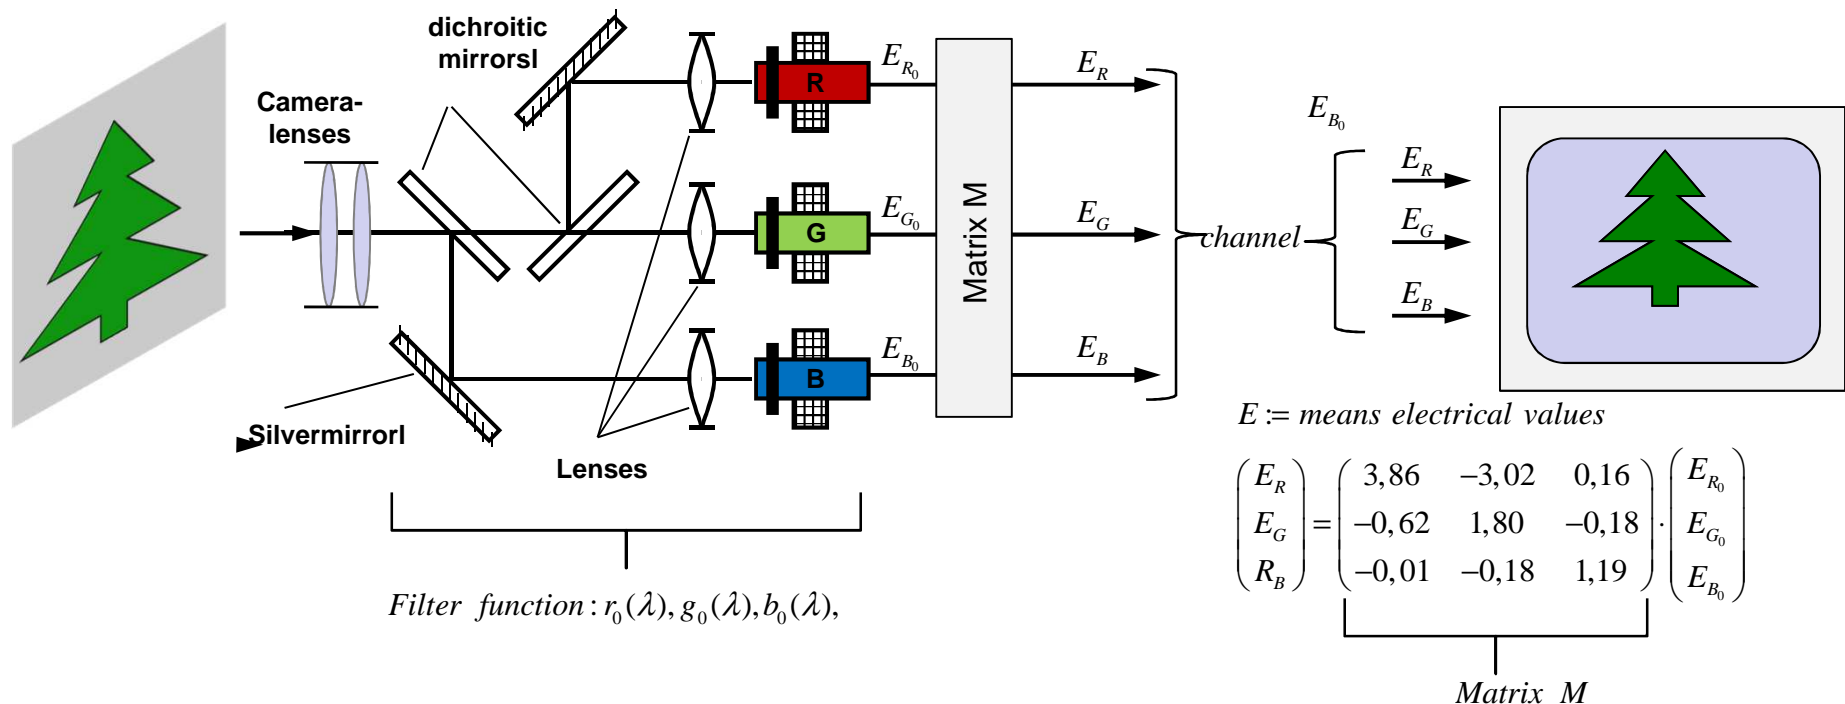 dichroitic
mirrorsl
Camera-
lenses
Silvermirrorl
Lenses
R
G
B
E_{R_0}
E_{G_0}
E_{B_0}
Matrix M
E_R
E_G
E_B
channel
E_{B_0}
E_R
E_G
E_B
Filter function: r_0(λ), g_0(λ), b_0(λ),
E := means electrical values
(E_R) = (3,86 −3,02 0,16) · (E_{R_0})
(E_G) (−0,62 1,80 −0,18) (E_{G_0})
(R_B) (−0,01 −0,18 1,19) (E_{B_0})
Matrix M